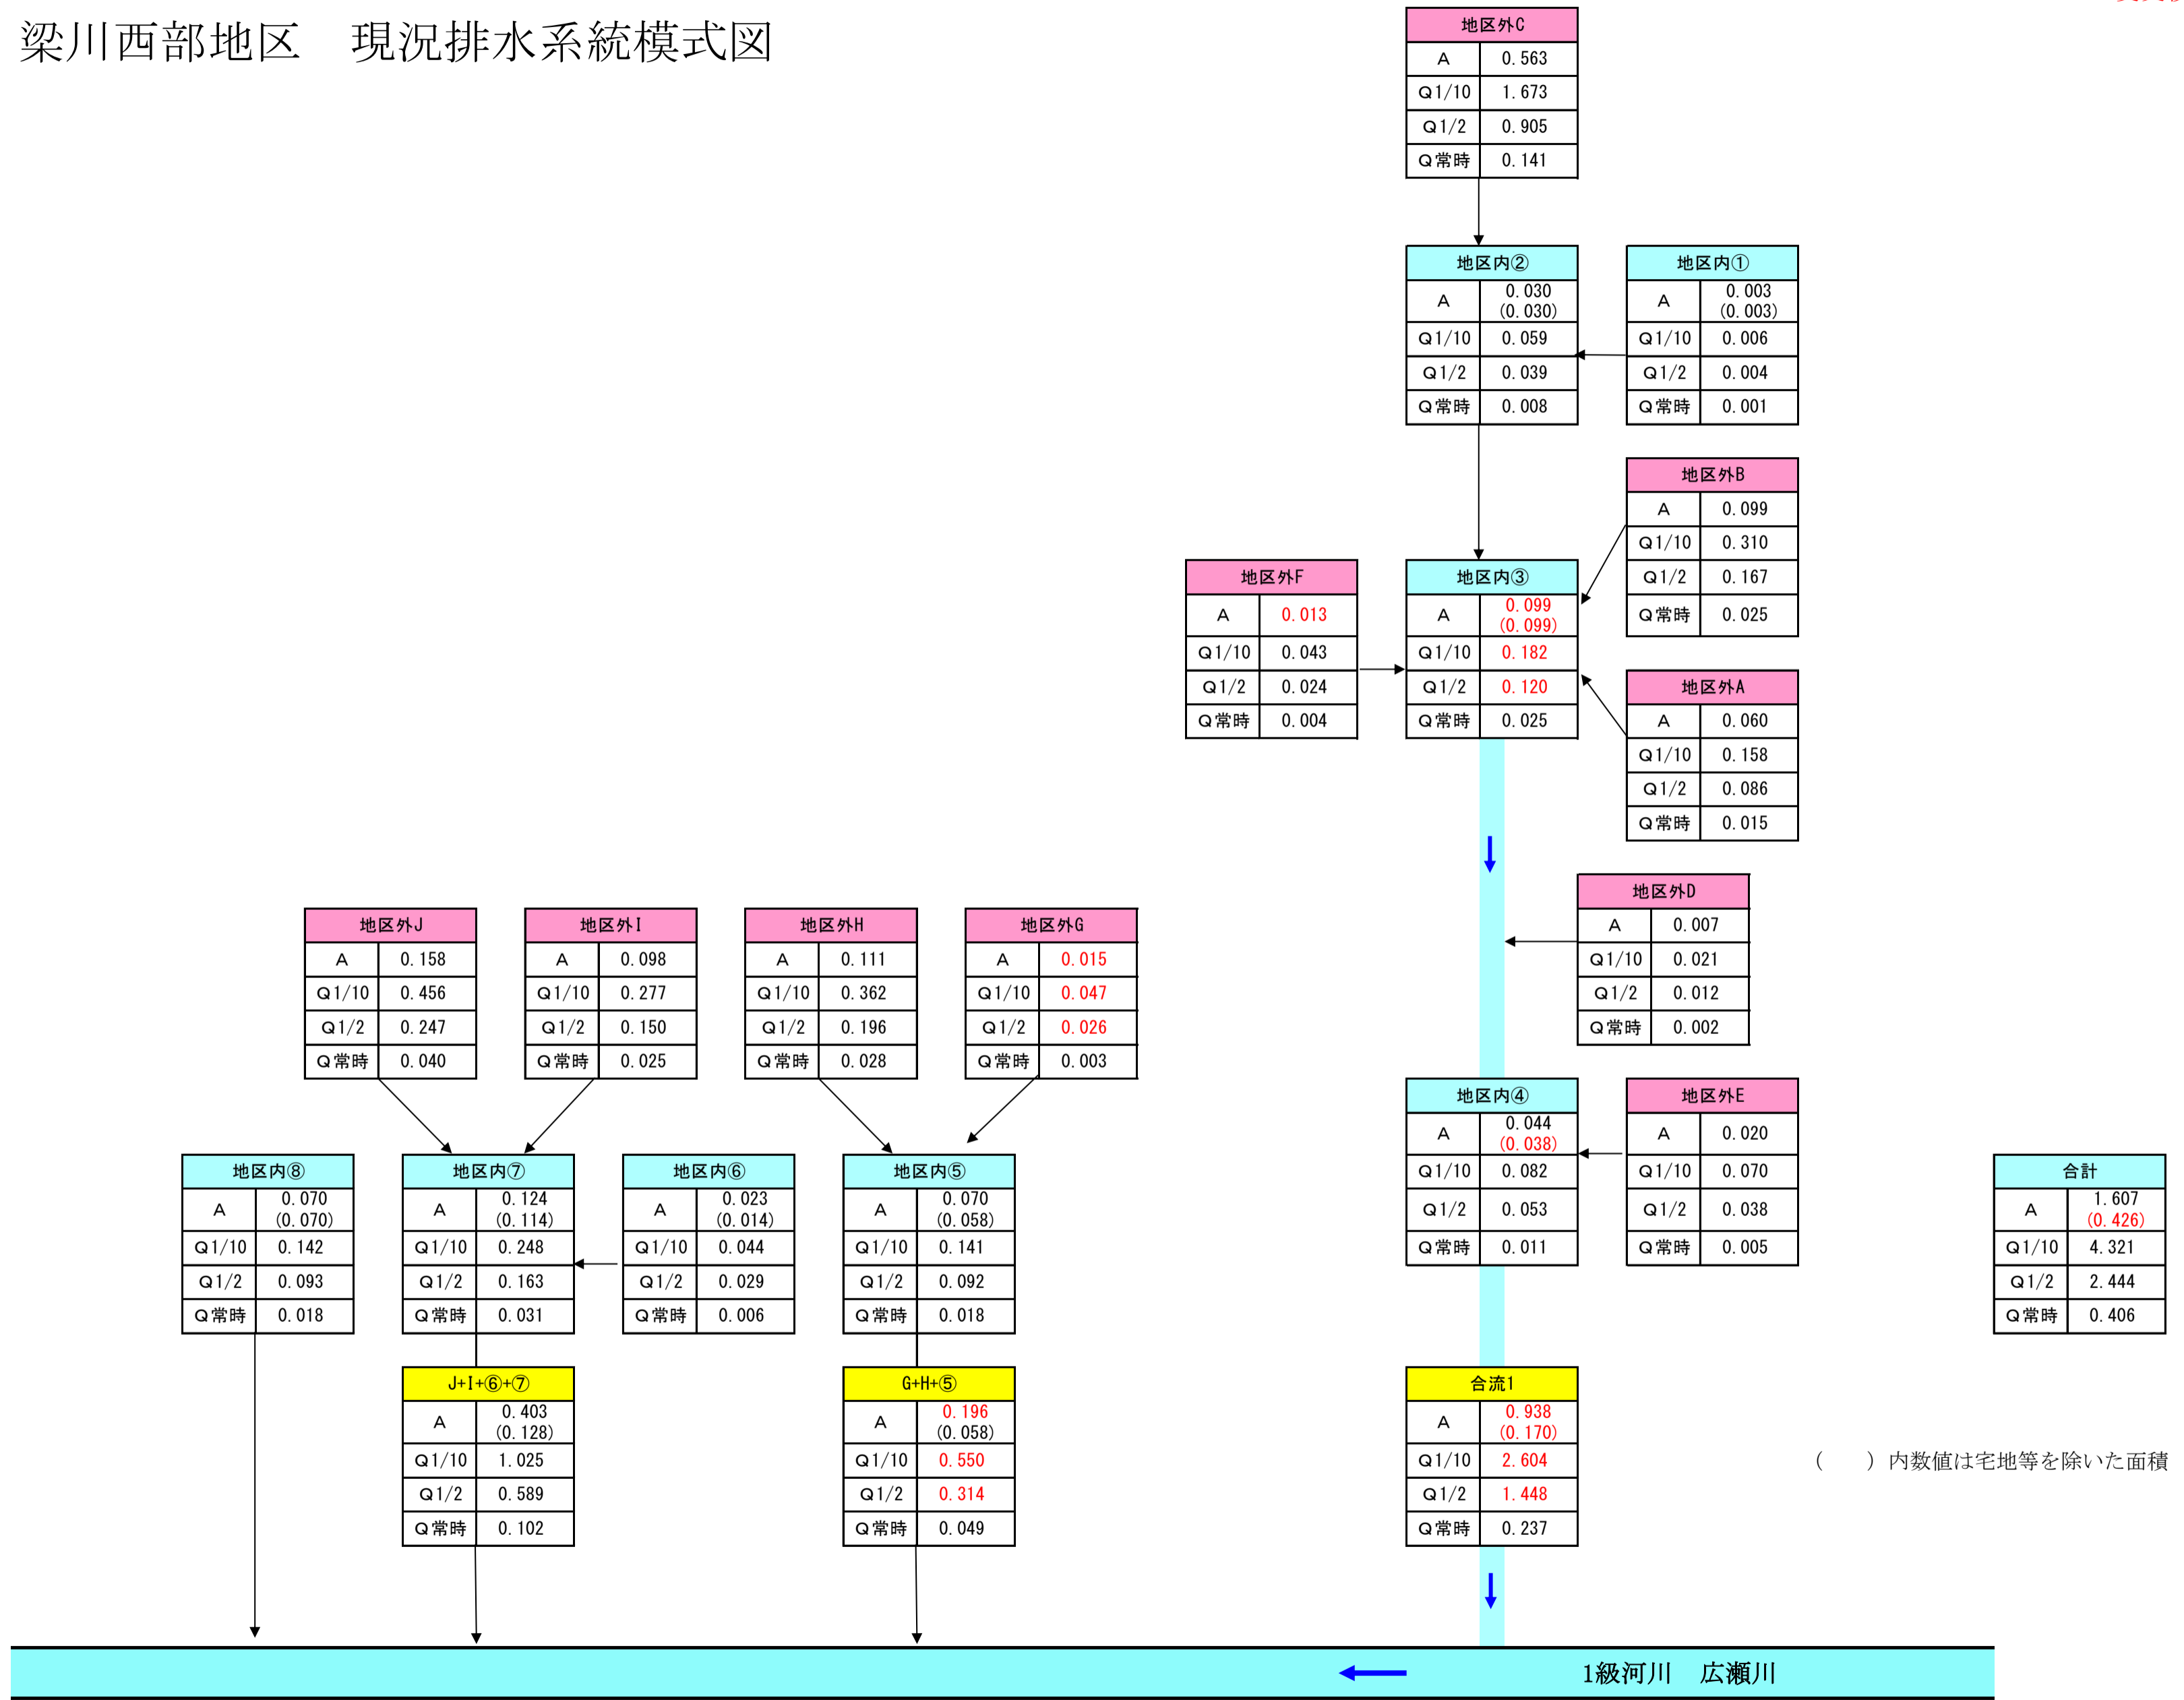 梁川西部地区　現況排水系統模式図
地区外C
A 0.563
Q1/10 1.673
Q1/2 0.905
Q常時 0.141
地区内②
A 0.030
(0.030)
Q1/10 0.059
Q1/2 0.039
Q常時 0.008
地区内①
A 0.003
(0.003)
Q1/10 0.006
Q1/2 0.004
Q常時 0.001
地区外B
A 0.099
Q1/10 0.310
Q1/2 0.167
Q常時 0.025
地区外F
A 0.013
Q1/10 0.043
Q1/2 0.024
Q常時 0.004
地区内③
A 0.099
(0.099)
Q1/10 0.182
Q1/2 0.120
Q常時 0.025
地区外A
A 0.060
Q1/10 0.158
Q1/2 0.086
Q常時 0.015
地区外D
A 0.007
Q1/10 0.021
Q1/2 0.012
Q常時 0.002
地区外J
A 0.158
Q1/10 0.456
Q1/2 0.247
Q常時 0.040
地区外I
A 0.098
Q1/10 0.277
Q1/2 0.150
Q常時 0.025
地区外H
A 0.111
Q1/10 0.362
Q1/2 0.196
Q常時 0.028
地区外G
A 0.015
Q1/10 0.047
Q1/2 0.026
Q常時 0.003
地区内④
A 0.044
(0.038)
Q1/10 0.082
Q1/2 0.053
Q常時 0.011
地区外E
A 0.020
Q1/10 0.070
Q1/2 0.038
Q常時 0.005
地区内⑧
A 0.070
(0.070)
Q1/10 0.142
Q1/2 0.093
Q常時 0.018
地区内⑦
A 0.124
(0.114)
Q1/10 0.248
Q1/2 0.163
Q常時 0.031
地区内⑥
A 0.023
(0.014)
Q1/10 0.044
Q1/2 0.029
Q常時 0.006
地区内⑤
A 0.070
(0.058)
Q1/10 0.141
Q1/2 0.092
Q常時 0.018
合計
A 1.607
(0.426)
Q1/10 4.321
Q1/2 2.444
Q常時 0.406
J+I+⑥+⑦
A 0.403
(0.128)
Q1/10 1.025
Q1/2 0.589
Q常時 0.102
G+H+⑤
A 0.196
(0.058)
Q1/10 0.550
Q1/2 0.314
Q常時 0.049
合流1
A 0.938
(0.170)
Q1/10 2.604
Q1/2 1.448
Q常時 0.237
（　　）内数値は宅地等を除いた面積
1級河川　広瀬川